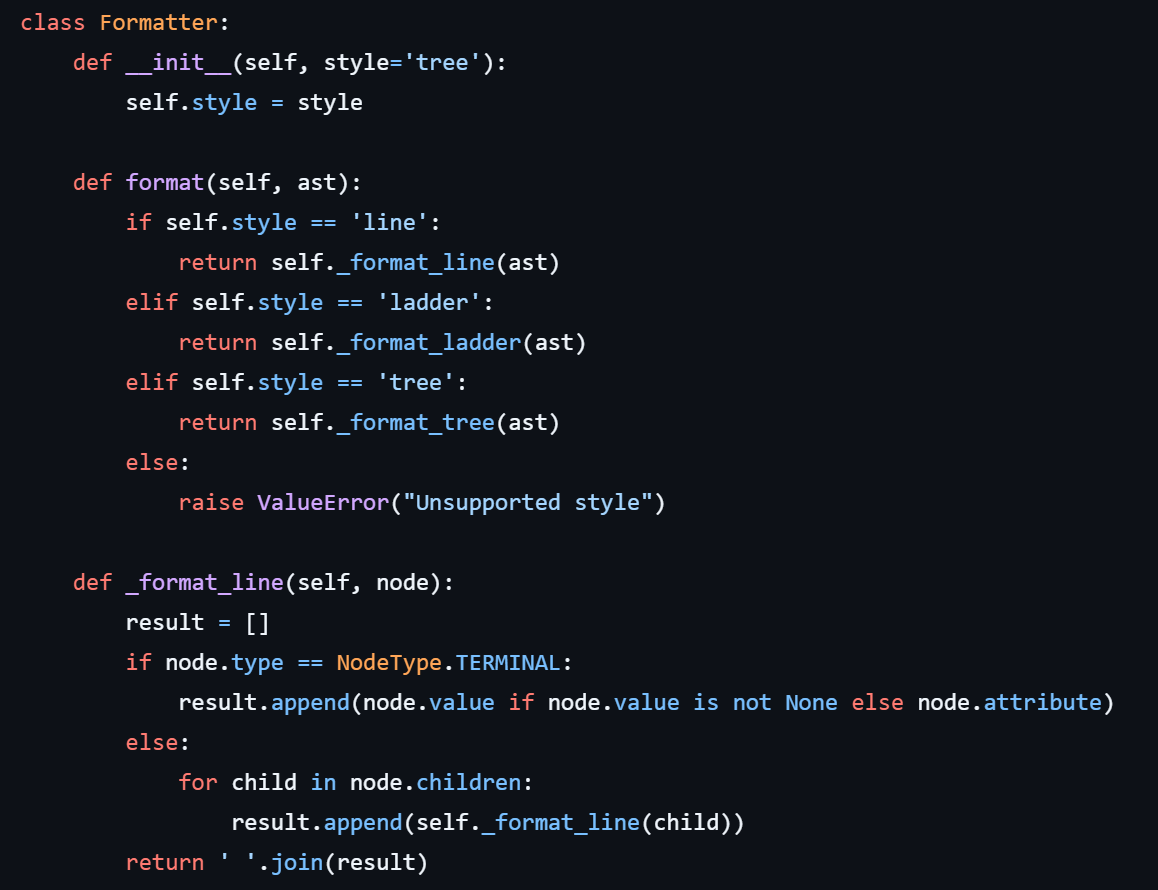 class Formatter:
    def __init__(self, style='tree'):
        self.style = style

    def format(self, ast):
        if self.style == 'line':
            return self._format_line(ast)
        elif self.style == 'ladder':
            return self._format_ladder(ast)
        elif self.style == 'tree':
            return self._format_tree(ast)
        else:
            raise ValueError("Unsupported style")

    def _format_line(self, node):
        result = []
        if node.type == NodeType.TERMINAL:
            result.append(node.value if node.value is not None else node.attribute)
        else:
            for child in node.children:
                result.append(self._format_line(child))
        return ' '.join(result)